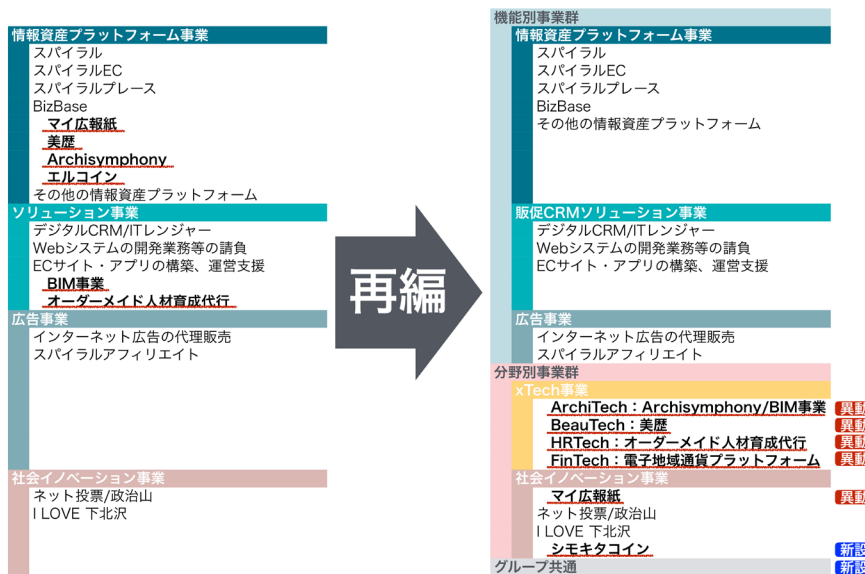 情報資産プラットフォーム事業
スパイラル
スパイラルEC
スパイラルプレース
BizBase
マイ広報紙
美歴
Archisymphony
エルコイン
その他の情報資産プラットフォーム
ソリューション事業
デジタルCRM/ITレンジャー
Webシステムの開発業務等の請負
ECサイト・アプリの構築、運営支援
BIM事業
オーダーメイド人材育成代行
広告事業
インターネット広告の代理販売
スパイラルアフィリエイト
社会イノベーション事業
ネット投票/政治山
I LOVE 下北沢
再編
機能別事業群
情報資産プラットフォーム事業
スパイラル
スパイラルEC
スパイラルプレース
BizBase
その他の情報資産プラットフォーム
販促CRMソリューション事業
デジタルCRM/ITレンジャー
Webシステムの開発業務等の請負
ECサイト・アプリの構築、運営支援
広告事業
インターネット広告の代理販売
スパイラルアフィリエイト
分野別事業群
xTech事業
ArchiTech：Archisymphony/BIM事業 異動
BeauTech：美歴 異動
HRTech：オーダーメイド人材育成代行 異動
FinTech：電子地域通貨プラットフォーム 異動
社会イノベーション事業
マイ広報紙 異動
ネット投票/政治山
I LOVE 下北沢
シモキタコイン 新設
グループ共通 新設